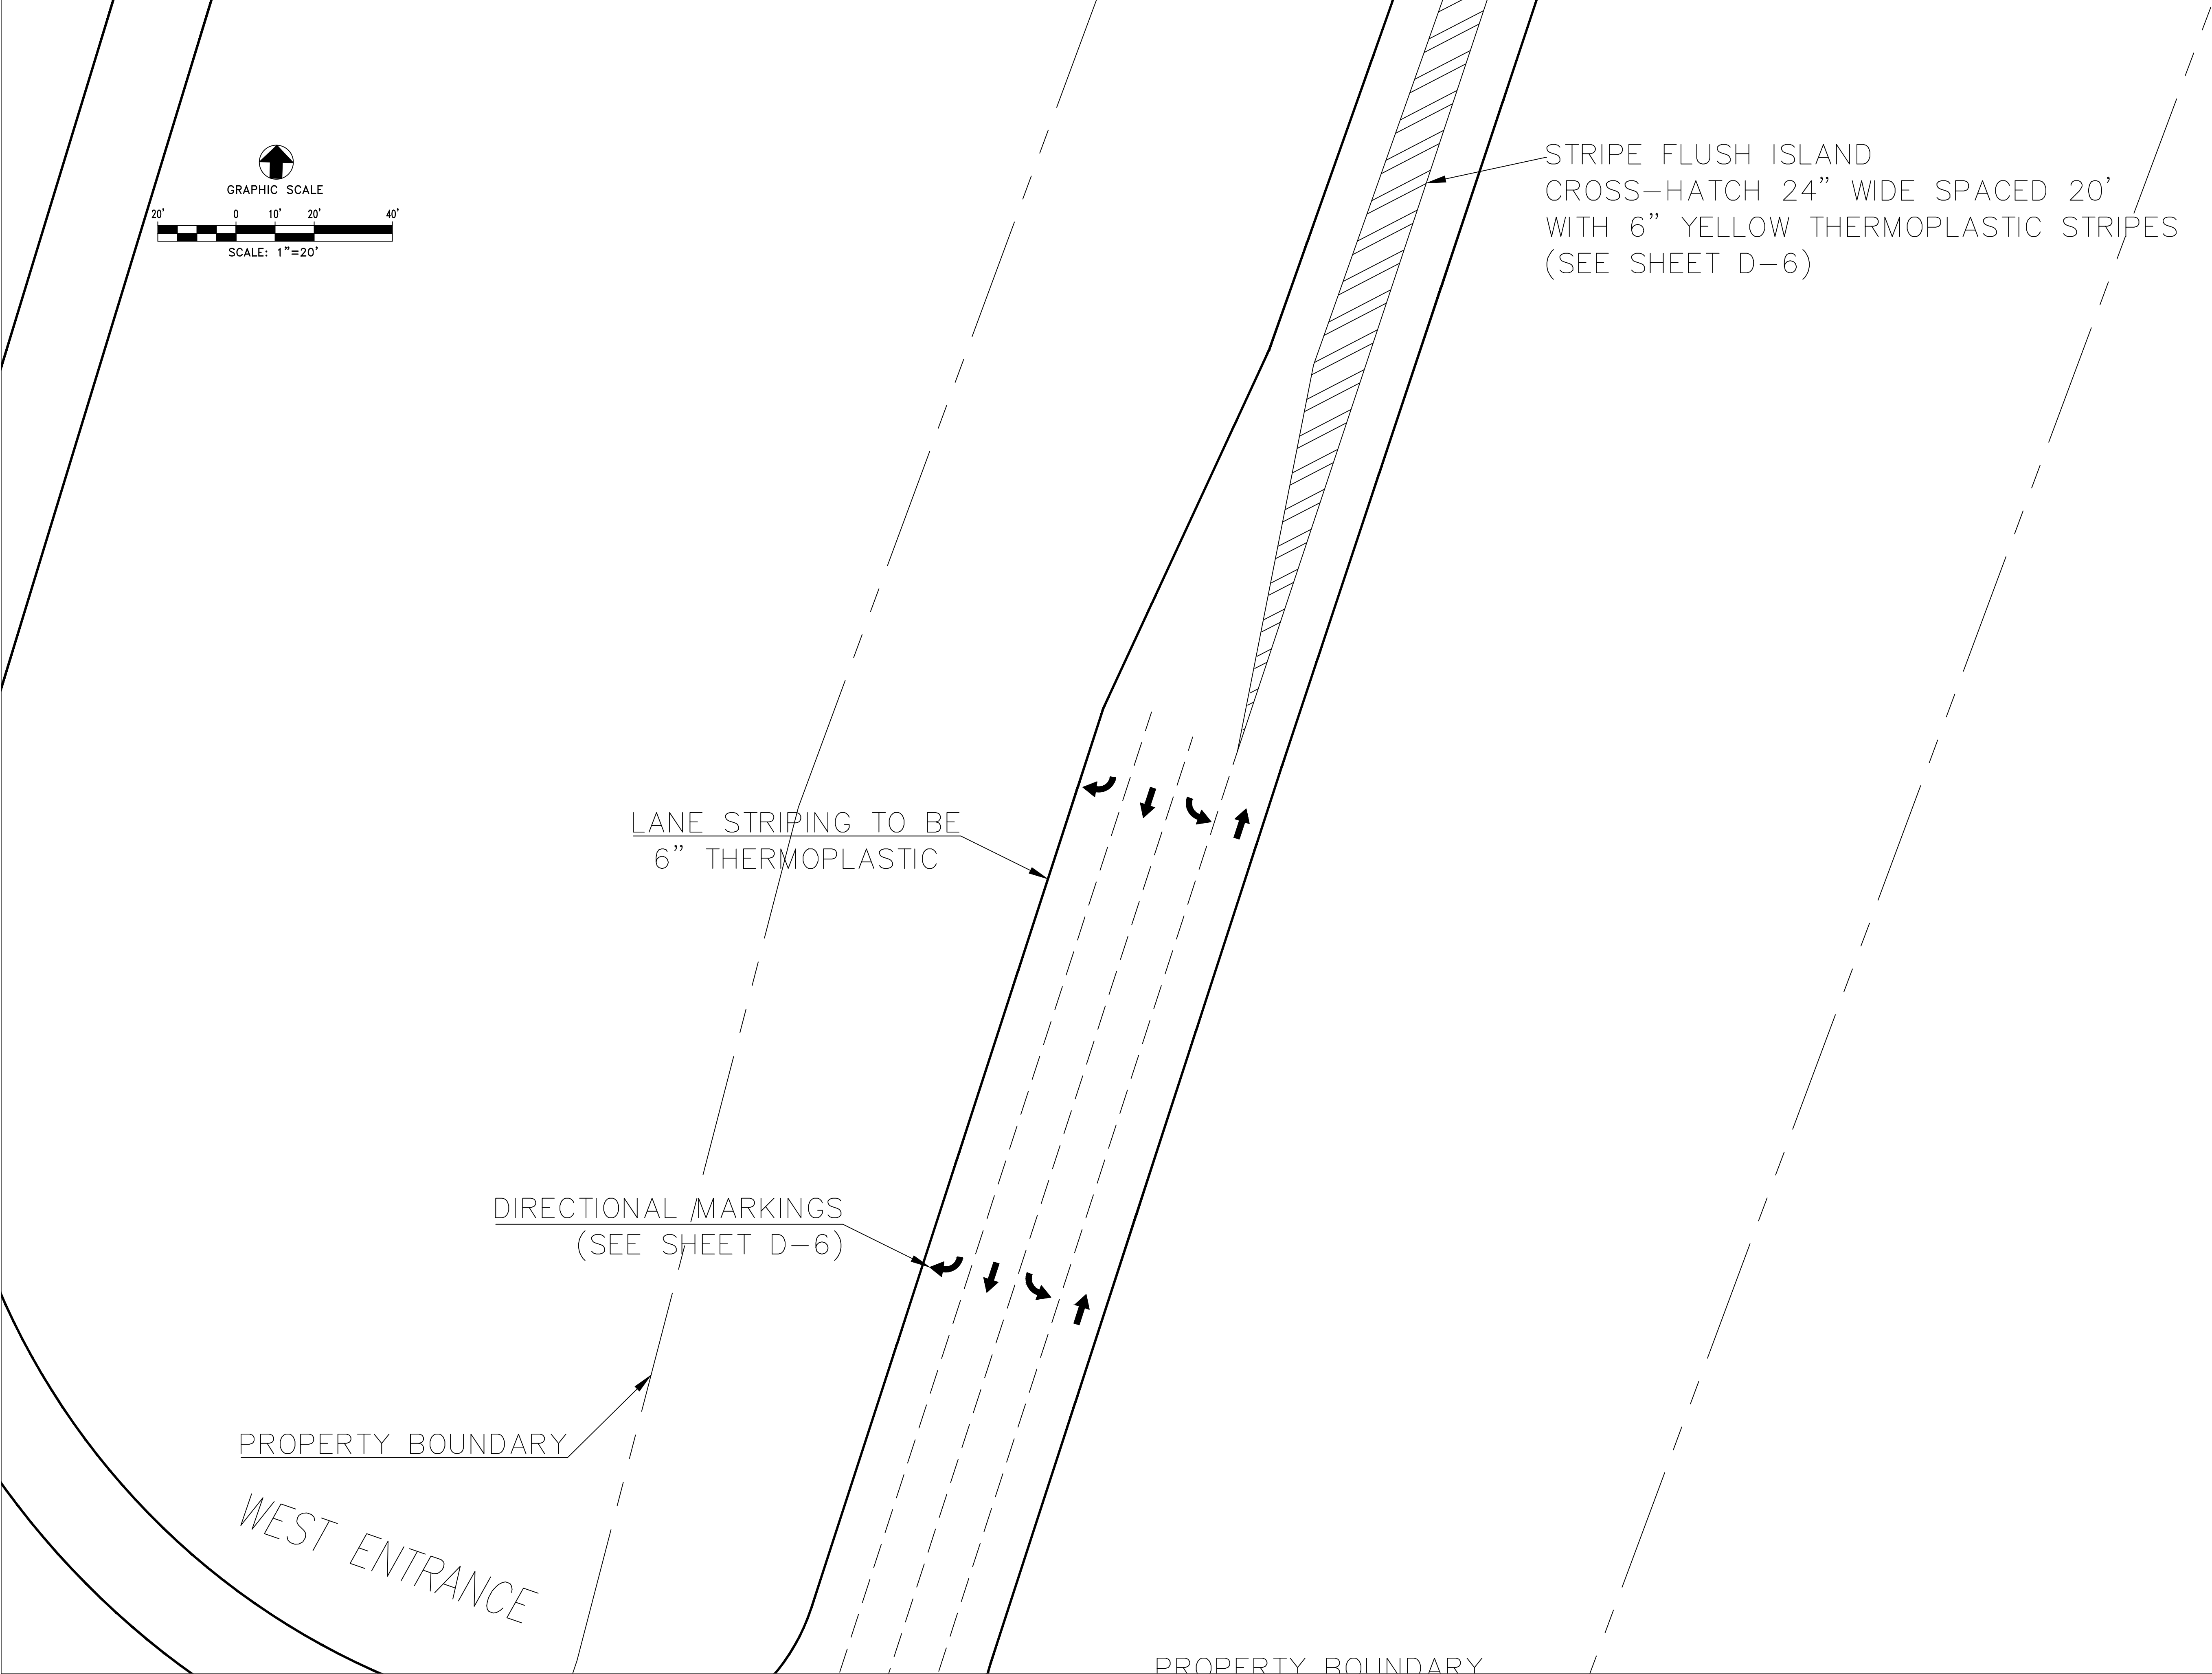 GRAPHIC SCALE
20' 0 10' 20' 40'
SCALE: 1"=20'
STRIPE FLUSH ISLAND
CROSS-HATCH 24" WIDE SPACED 20'
WITH 6" YELLOW THERMOPLASTIC STRIPES
(SEE SHEET D-6)
LANE STRIPING TO BE
6" THERMOPLASTIC
DIRECTIONAL MARKINGS
(SEE SHEET D-6)
PROPERTY BOUNDARY
WEST ENTRANCE
PROPERTY BOUNDARY